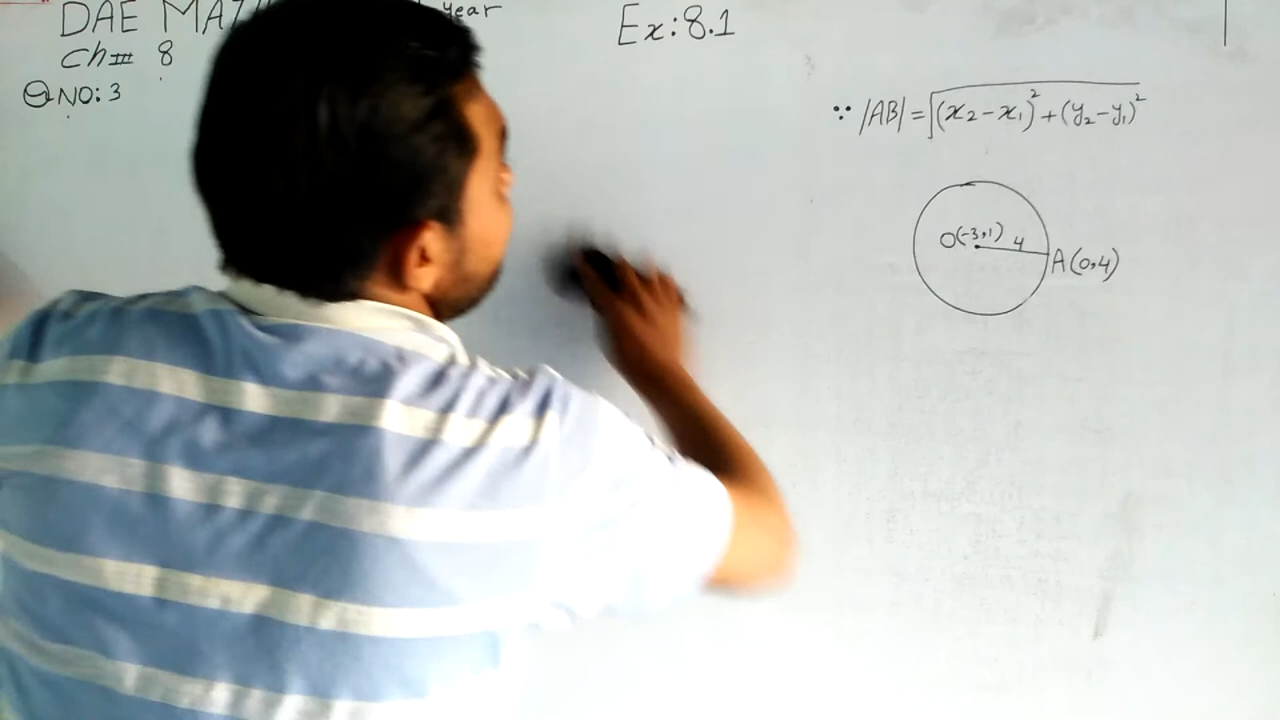 DAE MAT year
Ch# 8
Q NO: 3
Ex: 8.1
∵ |AB| = √(x₂-x₁)²+(y₂-y₁)²
O(-3,1) 4
A(0,4)